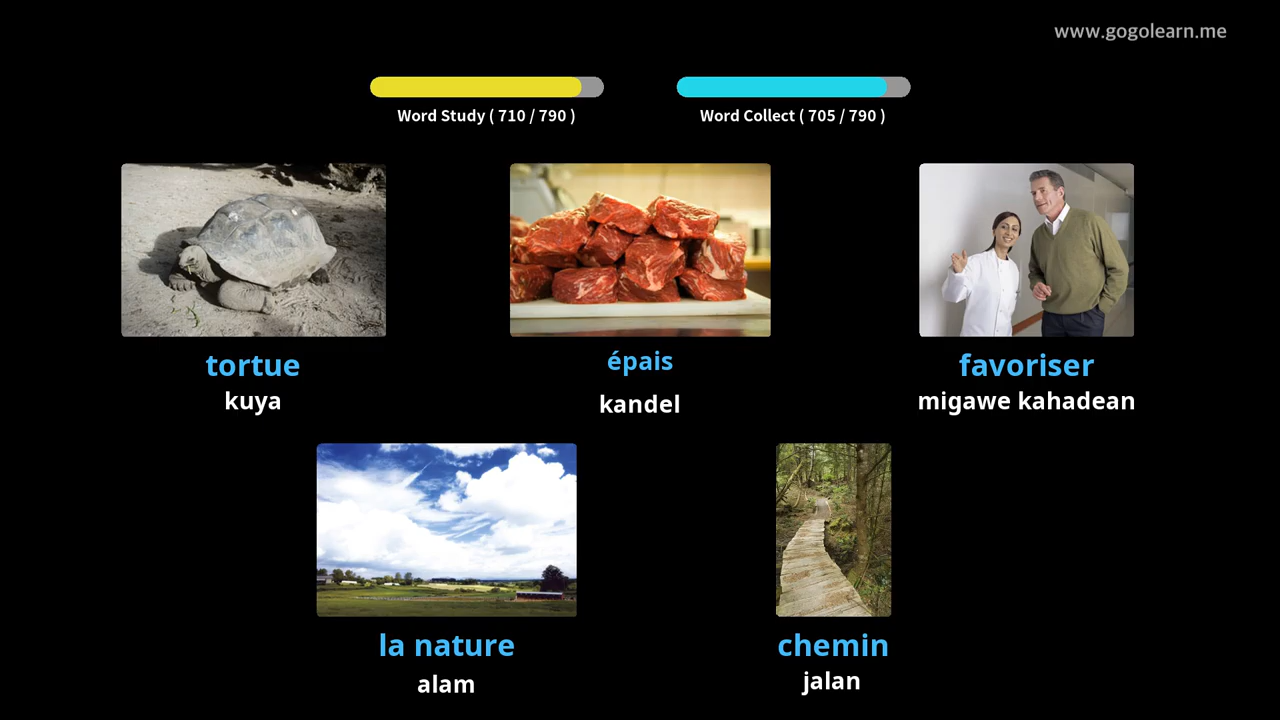 www.gogolearn.me
Word Study ( 710 / 790 )
Word Collect ( 705 / 790 )
tortue
kuya
épais
kandel
favoriser
migawe kahadean
la nature
alam
chemin
jalan